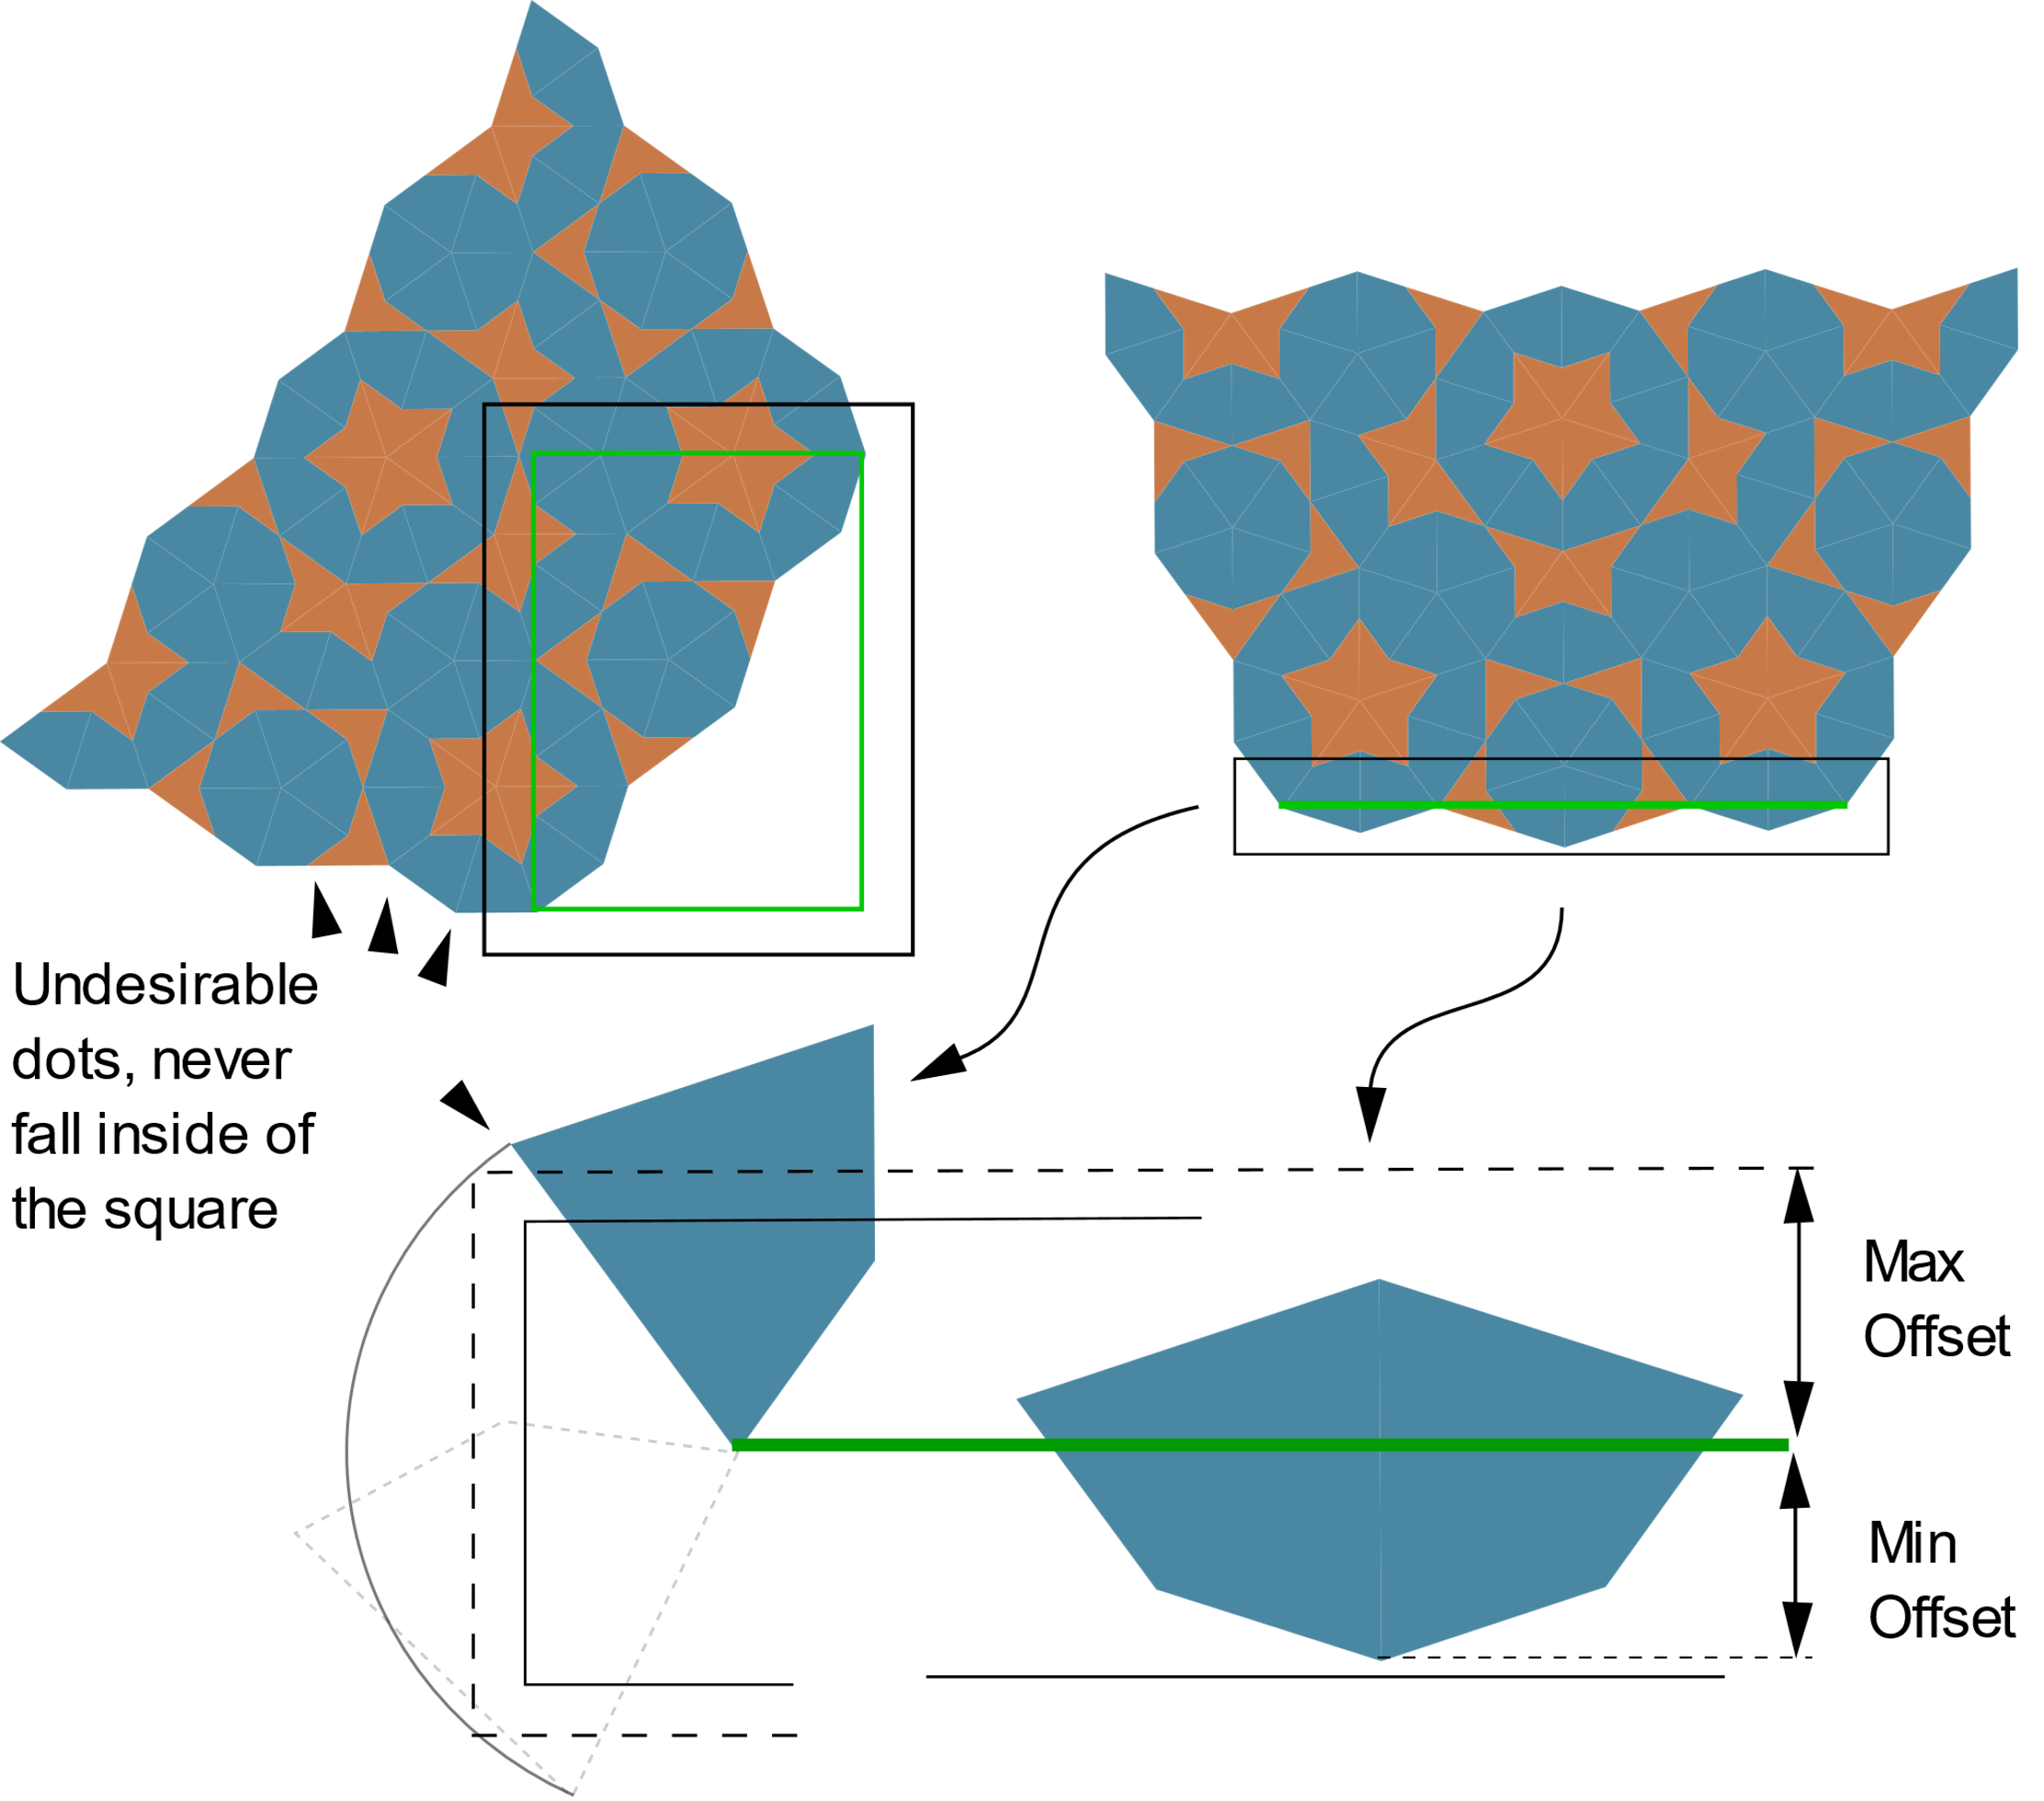 Undesirable
dots, never
fall inside of
the square
Max
Offset
Min
Offset